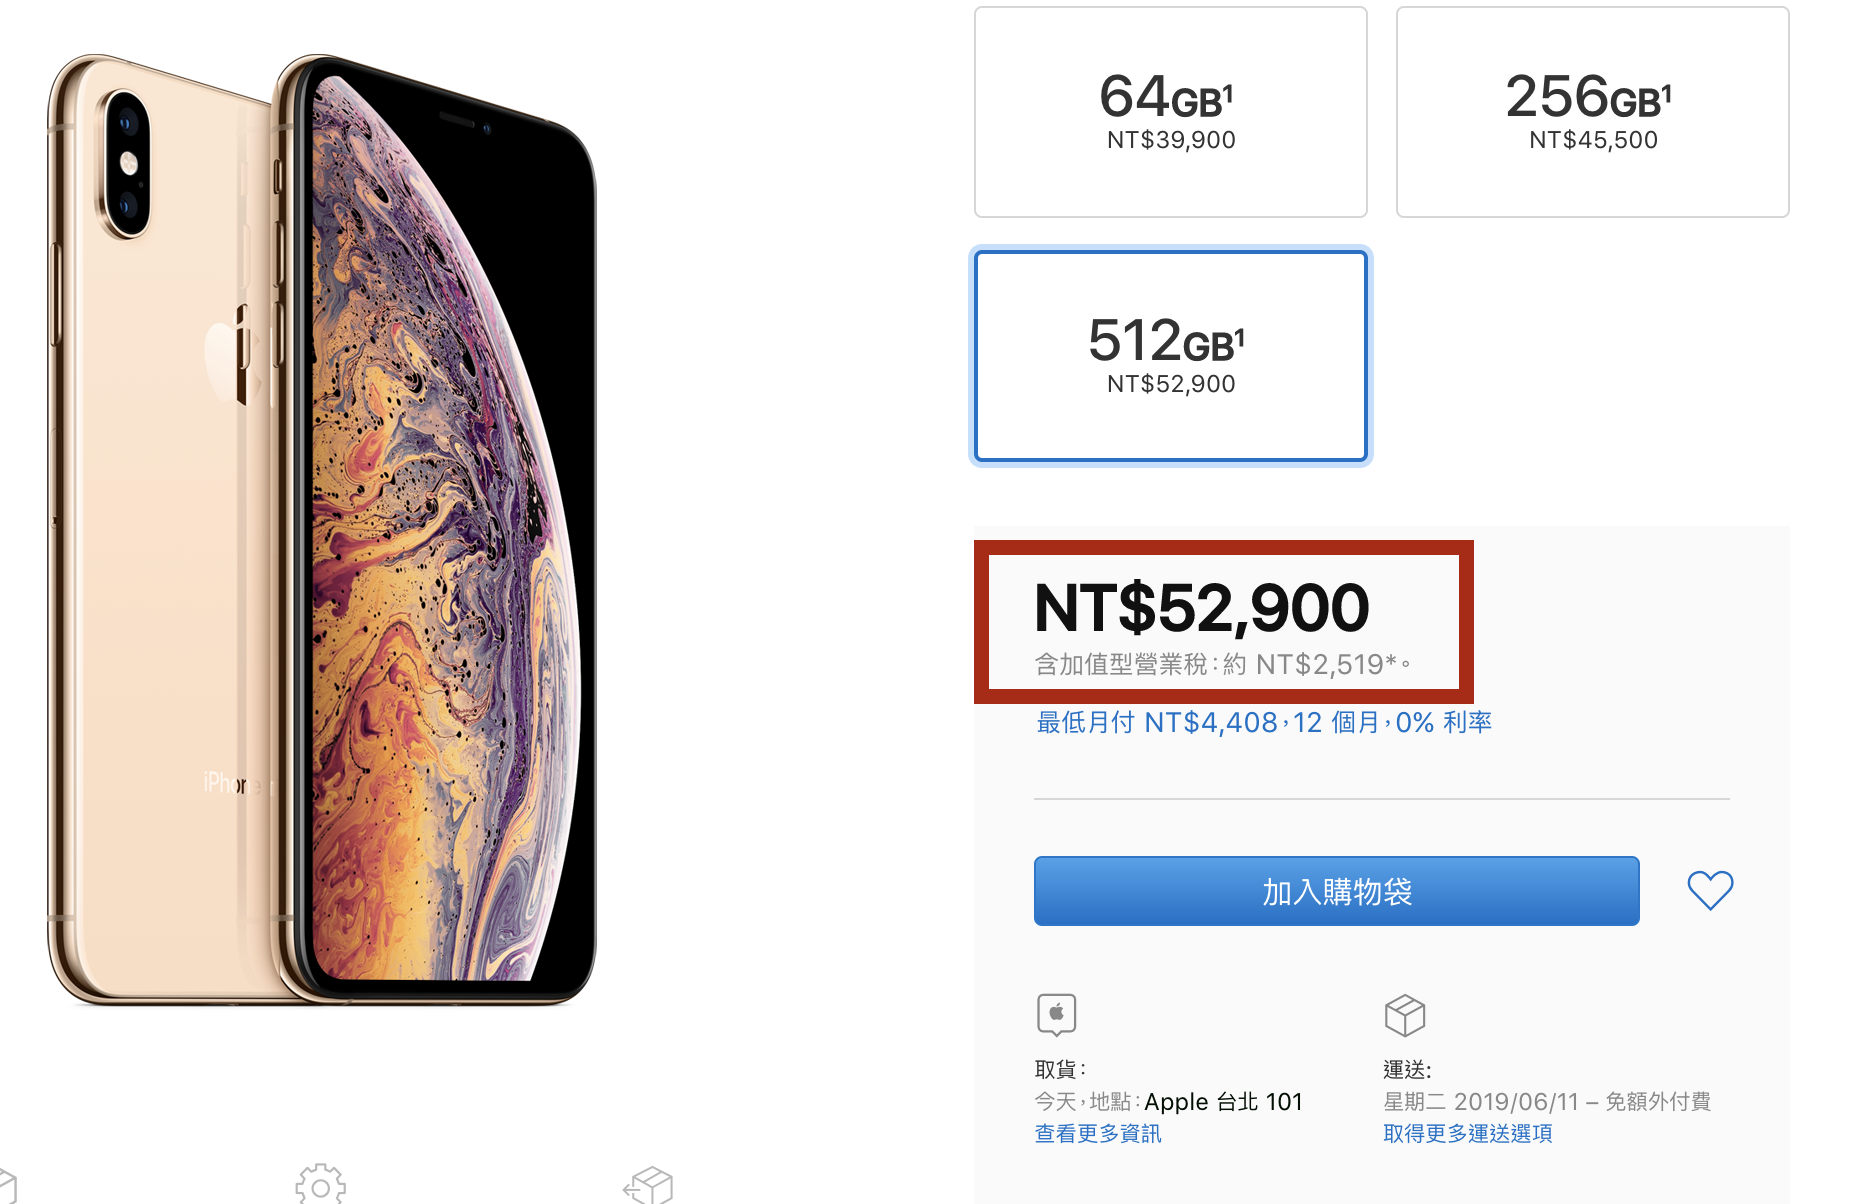 64GB¹
NT$39,900
256GB¹
NT$45,500
512GB¹
NT$52,900
iPhone
NT$52,900
含加值型營業稅：約 NT$2,519*。
最低月付 NT$4,408，12 個月，0% 利率
加入購物袋
取貨：
今天，地點：Apple 台北 101
查看更多資訊
運送:
星期二 2019/06/11 – 免額外付費
取得更多運送選項